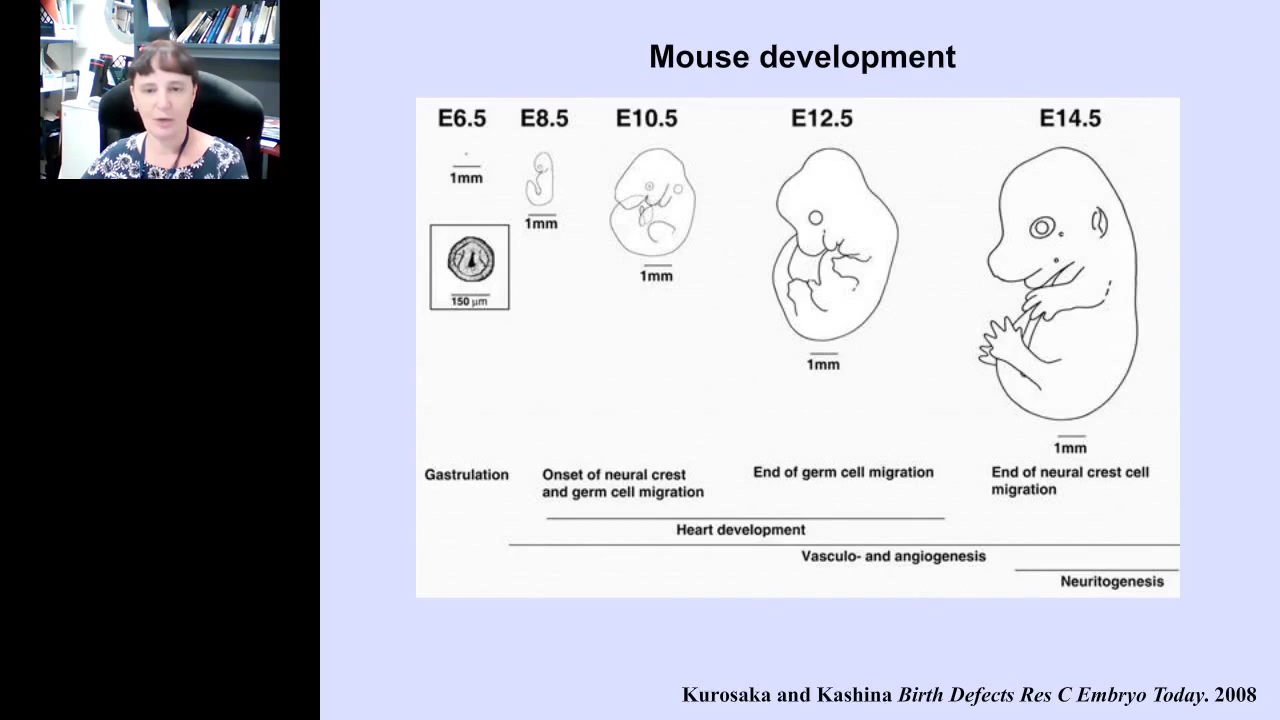 Mouse development
E6.5 E8.5 E10.5 E12.5 E14.5
1mm
1mm
1mm
150 µm
1mm
1mm
Gastrulation
Onset of neural crest
and germ cell migration
End of germ cell migration
End of neural crest cell
migration
Heart development
Vasculo- and angiogenesis
Neuritogenesis
Kurosaka and Kashina Birth Defects Res C Embryo Today. 2008